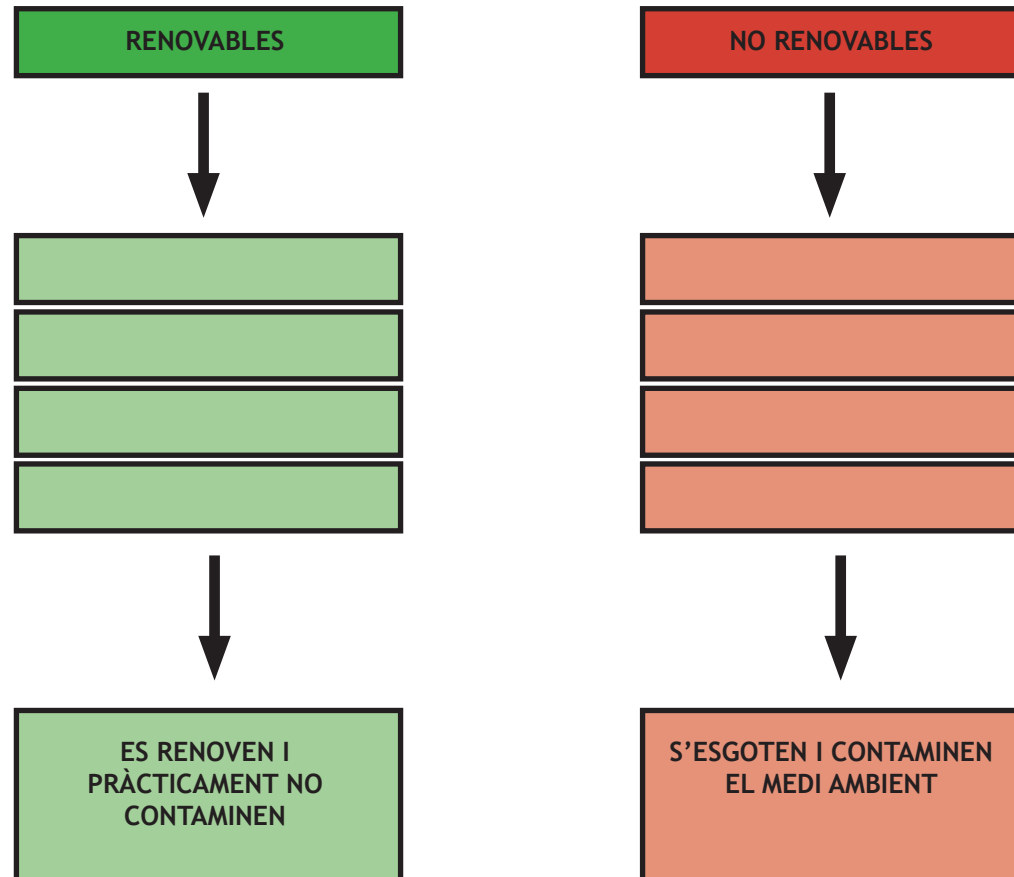 RENOVABLES
NO RENOVABLES
ES RENOVEN I
PRÀCTICAMENT NO
CONTAMINEN
S’ESGOTEN I CONTAMINEN
EL MEDI AMBIENT